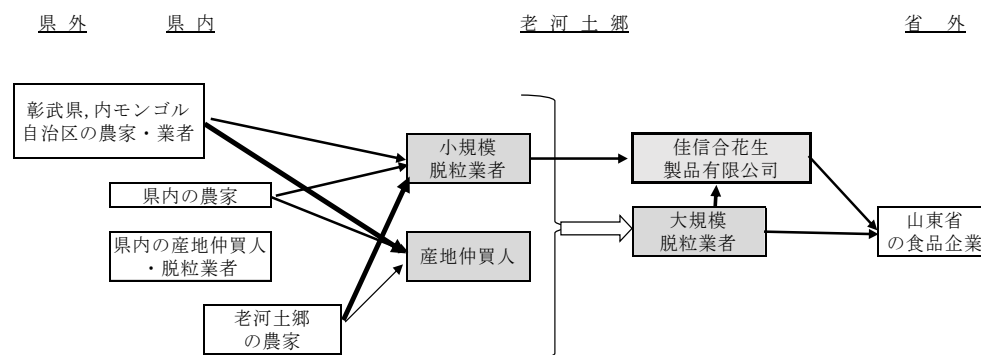 県 外
県 内
老 河 土 郷
省 外
彰武県，内モンゴル
自治区の農家・業者
県内の農家
県内の産地仲買人
・脱粒業者
老河土郷
の農家
小規模
脱粒業者
産地仲買人
佳信合花生
製品有限公司
大規模
脱粒業者
山東省
の食品企業